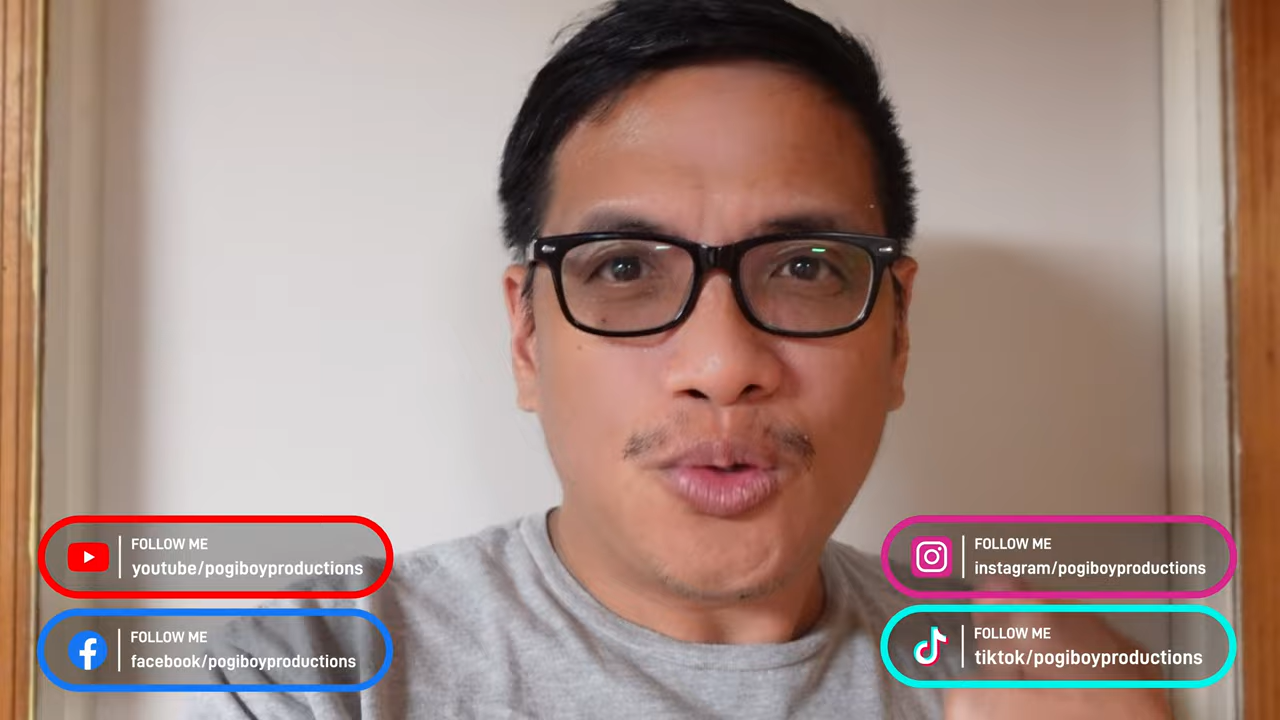 FOLLOW ME
youtube/pogiboyproductions
FOLLOW ME
facebook/pogiboyproductions
FOLLOW ME
instagram/pogiboyproductions
FOLLOW ME
tiktok/pogiboyproductions